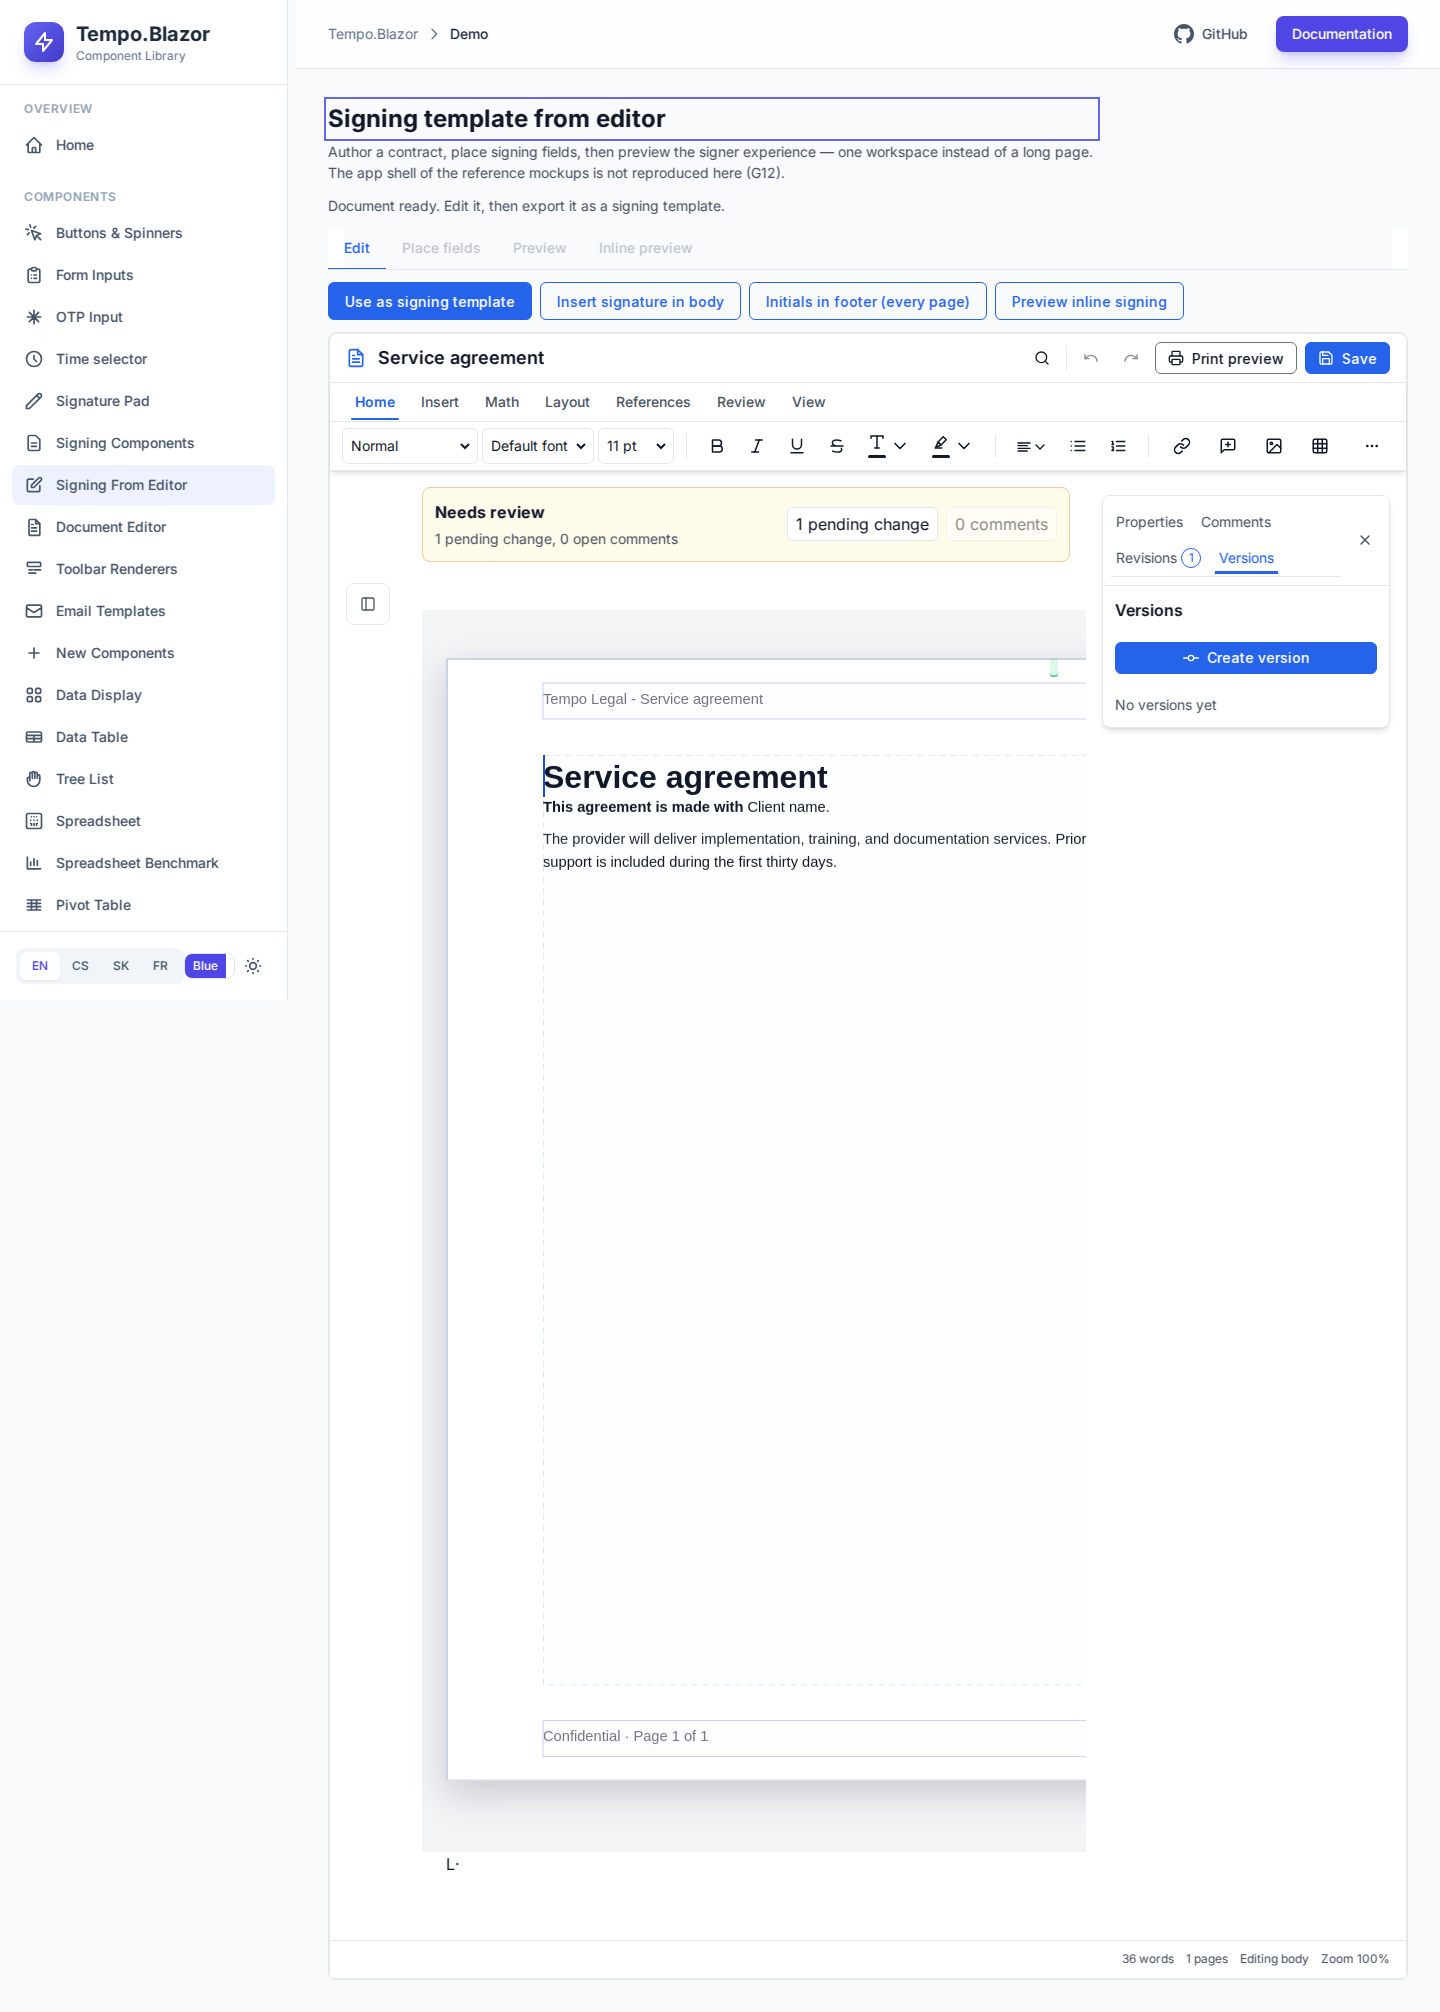 Tempo.Blazor
Component Library
OVERVIEW
Home
COMPONENTS
Buttons & Spinners
Form Inputs
OTP Input
Time selector
Signature Pad
Signing Components
Signing From Editor
Document Editor
Toolbar Renderers
Email Templates
New Components
Data Display
Data Table
Tree List
Spreadsheet
Spreadsheet Benchmark
Pivot Table
EN CS SK FR Blue
Tempo.Blazor Demo
GitHub Documentation
Signing template from editor
Author a contract, place signing fields, then preview the signer experience — one workspace instead of a long page.
The app shell of the reference mockups is not reproduced here (G12).
Document ready. Edit it, then export it as a signing template.
Edit Place fields Preview Inline preview
Use as signing template Insert signature in body Initials in footer (every page) Preview inline signing
Service agreement Print preview Save
Home Insert Math Layout References Review View
Normal Default font 11 pt
Needs review
1 pending change, 0 open comments
1 pending change 0 comments
Tempo Legal - Service agreement
Service agreement
This agreement is made with Client name.
The provider will deliver implementation, training, and documentation services. Prior
support is included during the first thirty days.
Confidential · Page 1 of 1
L·
Properties Comments
Revisions 1 Versions
Versions
Create version
No versions yet
36 words 1 pages Editing body Zoom 100%